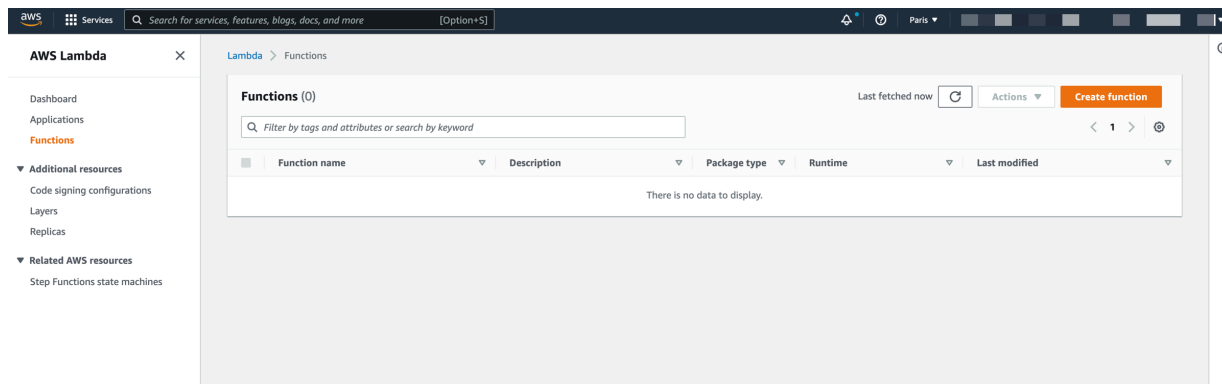 aws Services Search for services, features, blogs, docs, and more [Option+S] Paris
AWS Lambda
Dashboard
Applications
Functions
Additional resources
Code signing configurations
Layers
Replicas
Related AWS resources
Step Functions state machines
Lambda > Functions
Functions (0) Last fetched now Actions Create function
Filter by tags and attributes or search by keyword < 1 >
Function name Description Package type Runtime Last modified
There is no data to display.